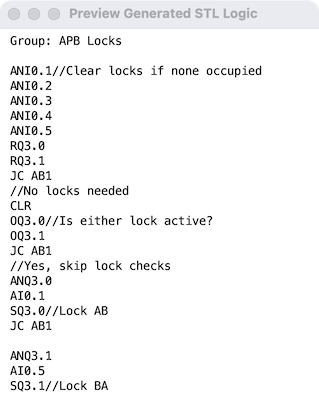 Preview Generated STL Logic
Group: APB Locks
ANI0.1//Clear locks if none occupied
ANI0.2
ANI0.3
ANI0.4
ANI0.5
RQ3.0
RQ3.1
JC AB1
//No locks needed
CLR
OQ3.0//Is either lock active?
OQ3.1
JC AB1
//Yes, skip lock checks
ANQ3.0
AI0.1
SQ3.0//Lock AB
JC AB1
ANQ3.1
AI0.5
SQ3.1//Lock BA